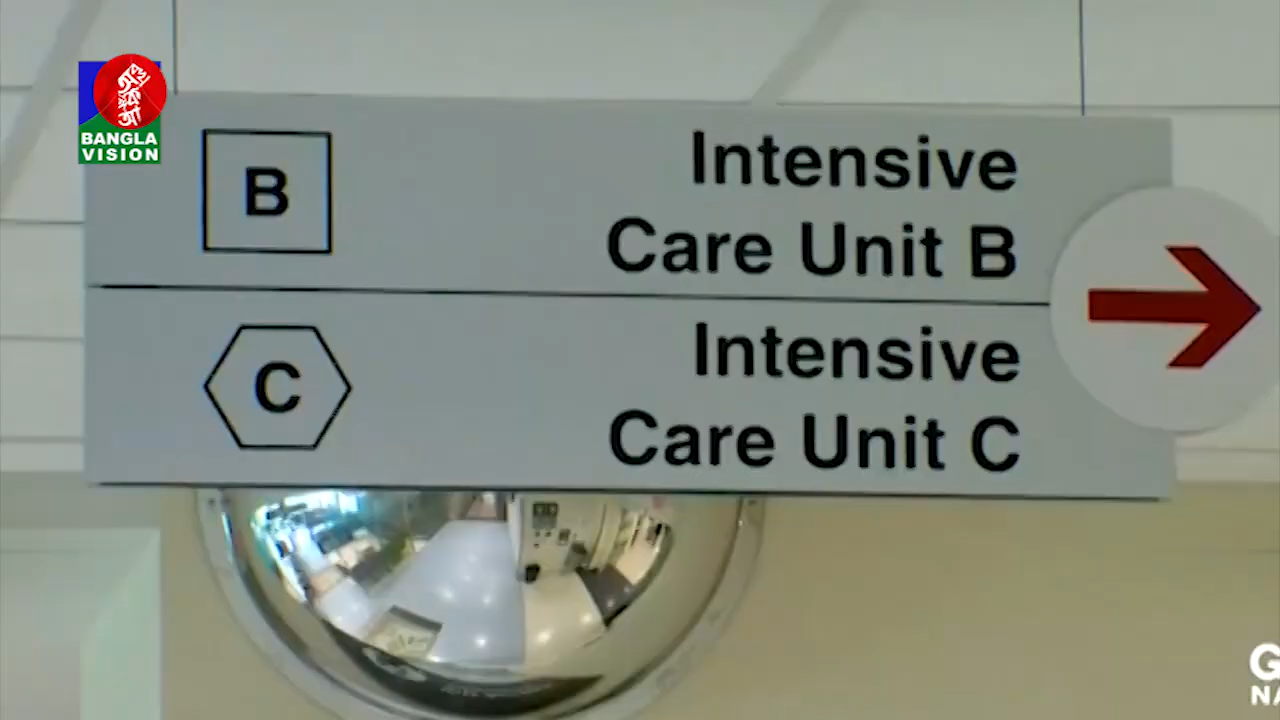 BANGLA
VISION
B
Intensive
Care Unit B
C
Intensive
Care Unit C